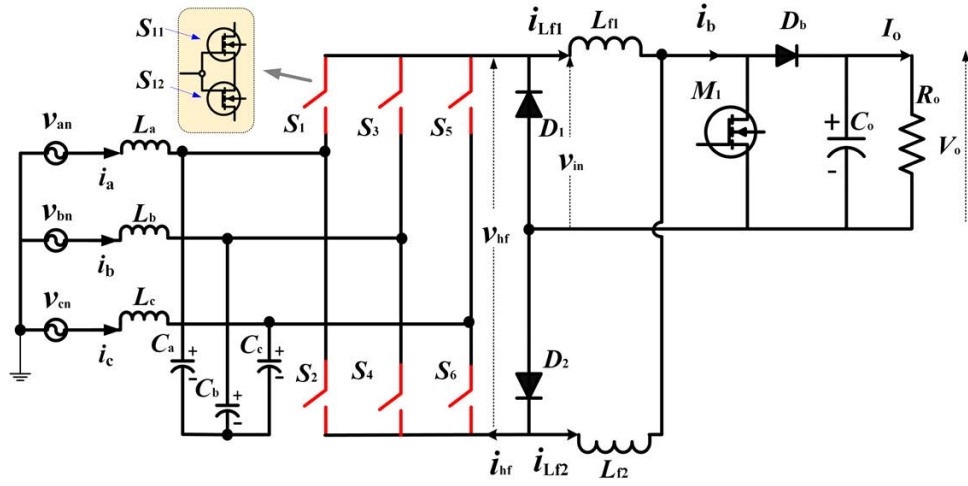 S11
S12
iLf1
Lf1
ib
Db
Io
M1
Ro
Co
+
-
Vo
S1
S3
S5
D1
vin
van
La
ia
vbn
Lb
ib
vhf
vcn
Lc
ic
Ca
+
-
Cb
+
-
Cc
+
-
S2
S4
S6
D2
ihf
iLf2
Lf2